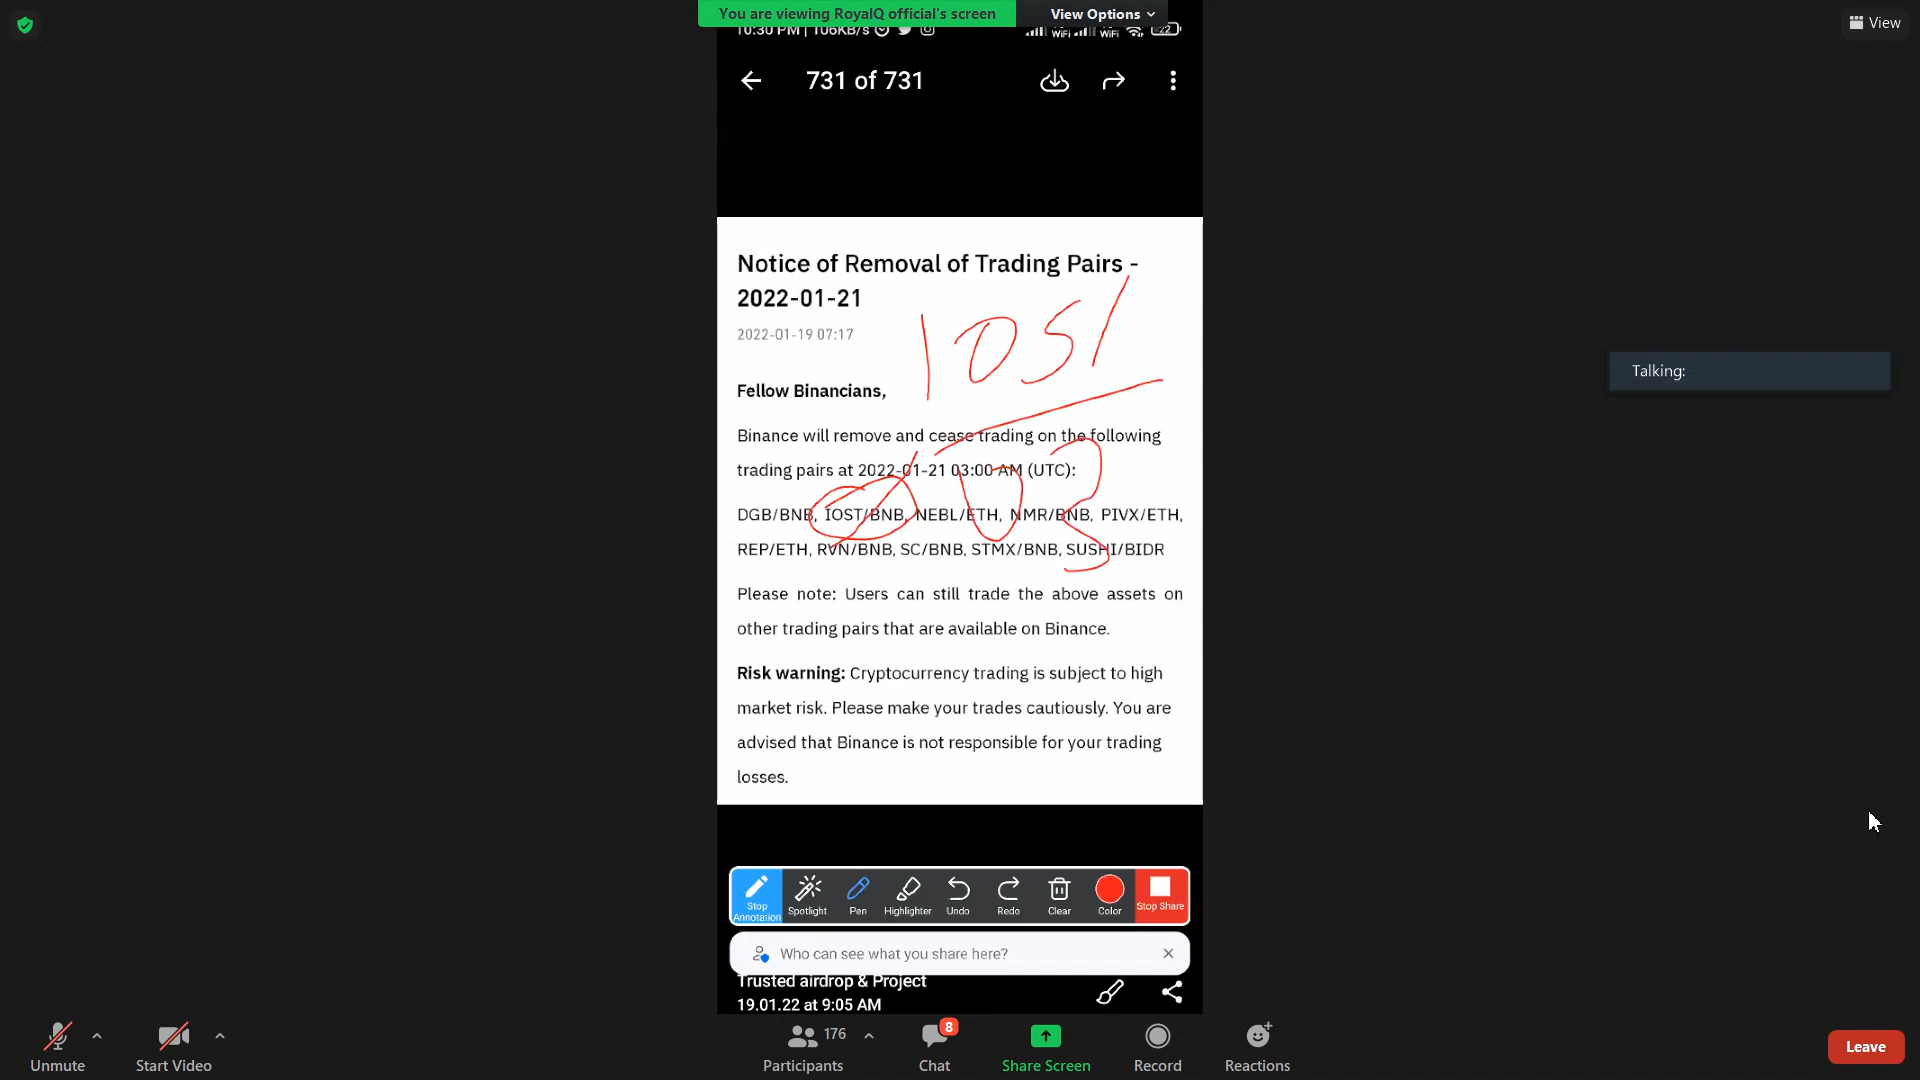 You are viewing RoyalQ official's screen
View Options
View
10:30 PM | 106KB/s
WiFi WiFi 22
731 of 731
Notice of Removal of Trading Pairs -
2022-01-21
2022-01-19 07:17
Talking:
Fellow Binancians,
Binance will remove and cease trading on the following
trading pairs at 2022-01-21 03:00 AM (UTC):
DGB/BNB, IOST/BNB, NEBL/ETH, NMR/BNB, PIVX/ETH,
REP/ETH, RVN/BNB, SC/BNB, STMX/BNB, SUSHI/BIDR
Please note: Users can still trade the above assets on
other trading pairs that are available on Binance.
Risk warning: Cryptocurrency trading is subject to high
market risk. Please make your trades cautiously. You are
advised that Binance is not responsible for your trading
losses.
Stop Annotation Spotlight Pen Highlighter Undo Redo Clear Color Stop Share
Who can see what you share here?
Trusted airdrop & Project
19.01.22 at 9:05 AM
176
8
Unmute Start Video Participants Chat Share Screen Record Reactions Leave